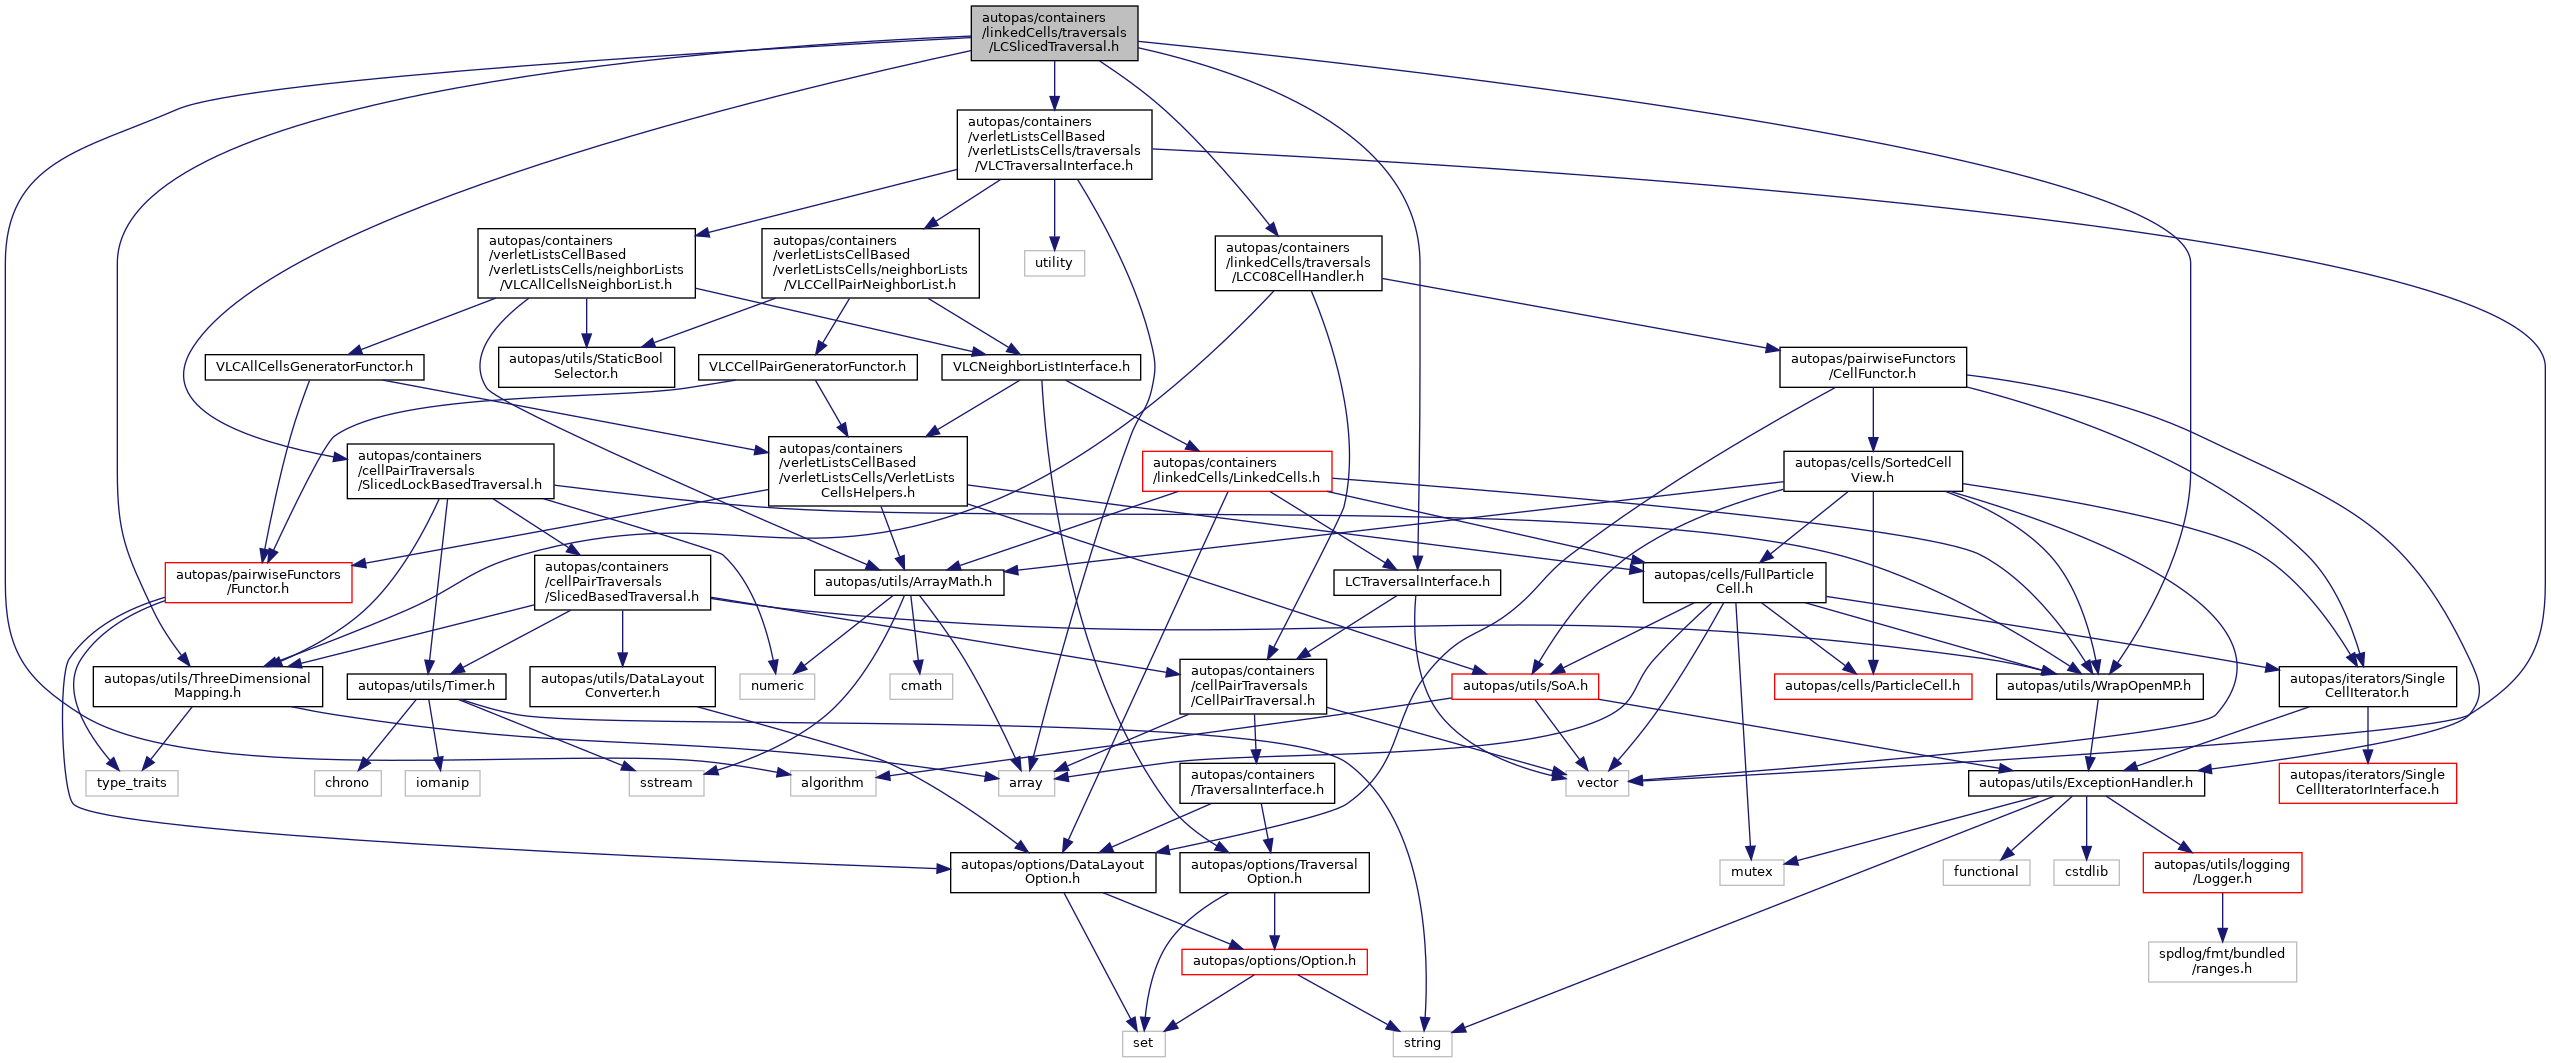 autopas/containers
/linkedCells/traversals
/LCSlicedTraversal.h
autopas/containers
/verletListsCellBased
/verletListsCells/traversals
/VLCTraversalInterface.h
autopas/containers
/verletListsCellBased
/verletListsCells/neighborLists
/VLCAllCellsNeighborList.h
autopas/containers
/verletListsCellBased
/verletListsCells/neighborLists
/VLCCellPairNeighborList.h
utility
autopas/containers
/linkedCells/traversals
/LCC08CellHandler.h
VLCAllCellsGeneratorFunctor.h
autopas/utils/StaticBool
Selector.h
VLCCellPairGeneratorFunctor.h
VLCNeighborListInterface.h
autopas/pairwiseFunctors
/CellFunctor.h
autopas/containers
/cellPairTraversals
/SlicedLockBasedTraversal.h
autopas/containers
/verletListsCellBased
/verletListsCells/VerletLists
CellsHelpers.h
autopas/containers
/linkedCells/LinkedCells.h
autopas/cells/SortedCell
View.h
autopas/pairwiseFunctors
/Functor.h
autopas/containers
/cellPairTraversals
/SlicedBasedTraversal.h
autopas/utils/ArrayMath.h
LCTraversalInterface.h
autopas/cells/FullParticle
Cell.h
autopas/utils/ThreeDimensional
Mapping.h
autopas/utils/Timer.h
autopas/utils/DataLayout
Converter.h
numeric
cmath
autopas/containers
/cellPairTraversals
/CellPairTraversal.h
autopas/utils/SoA.h
autopas/cells/ParticleCell.h
autopas/utils/WrapOpenMP.h
autopas/iterators/Single
CellIterator.h
type_traits
chrono
iomanip
sstream
algorithm
array
autopas/containers
/TraversalInterface.h
vector
autopas/utils/ExceptionHandler.h
autopas/iterators/Single
CellIteratorInterface.h
autopas/options/DataLayout
Option.h
autopas/options/Traversal
Option.h
mutex
functional
cstdlib
autopas/utils/logging
/Logger.h
autopas/options/Option.h
spdlog/fmt/bundled
/ranges.h
set
string